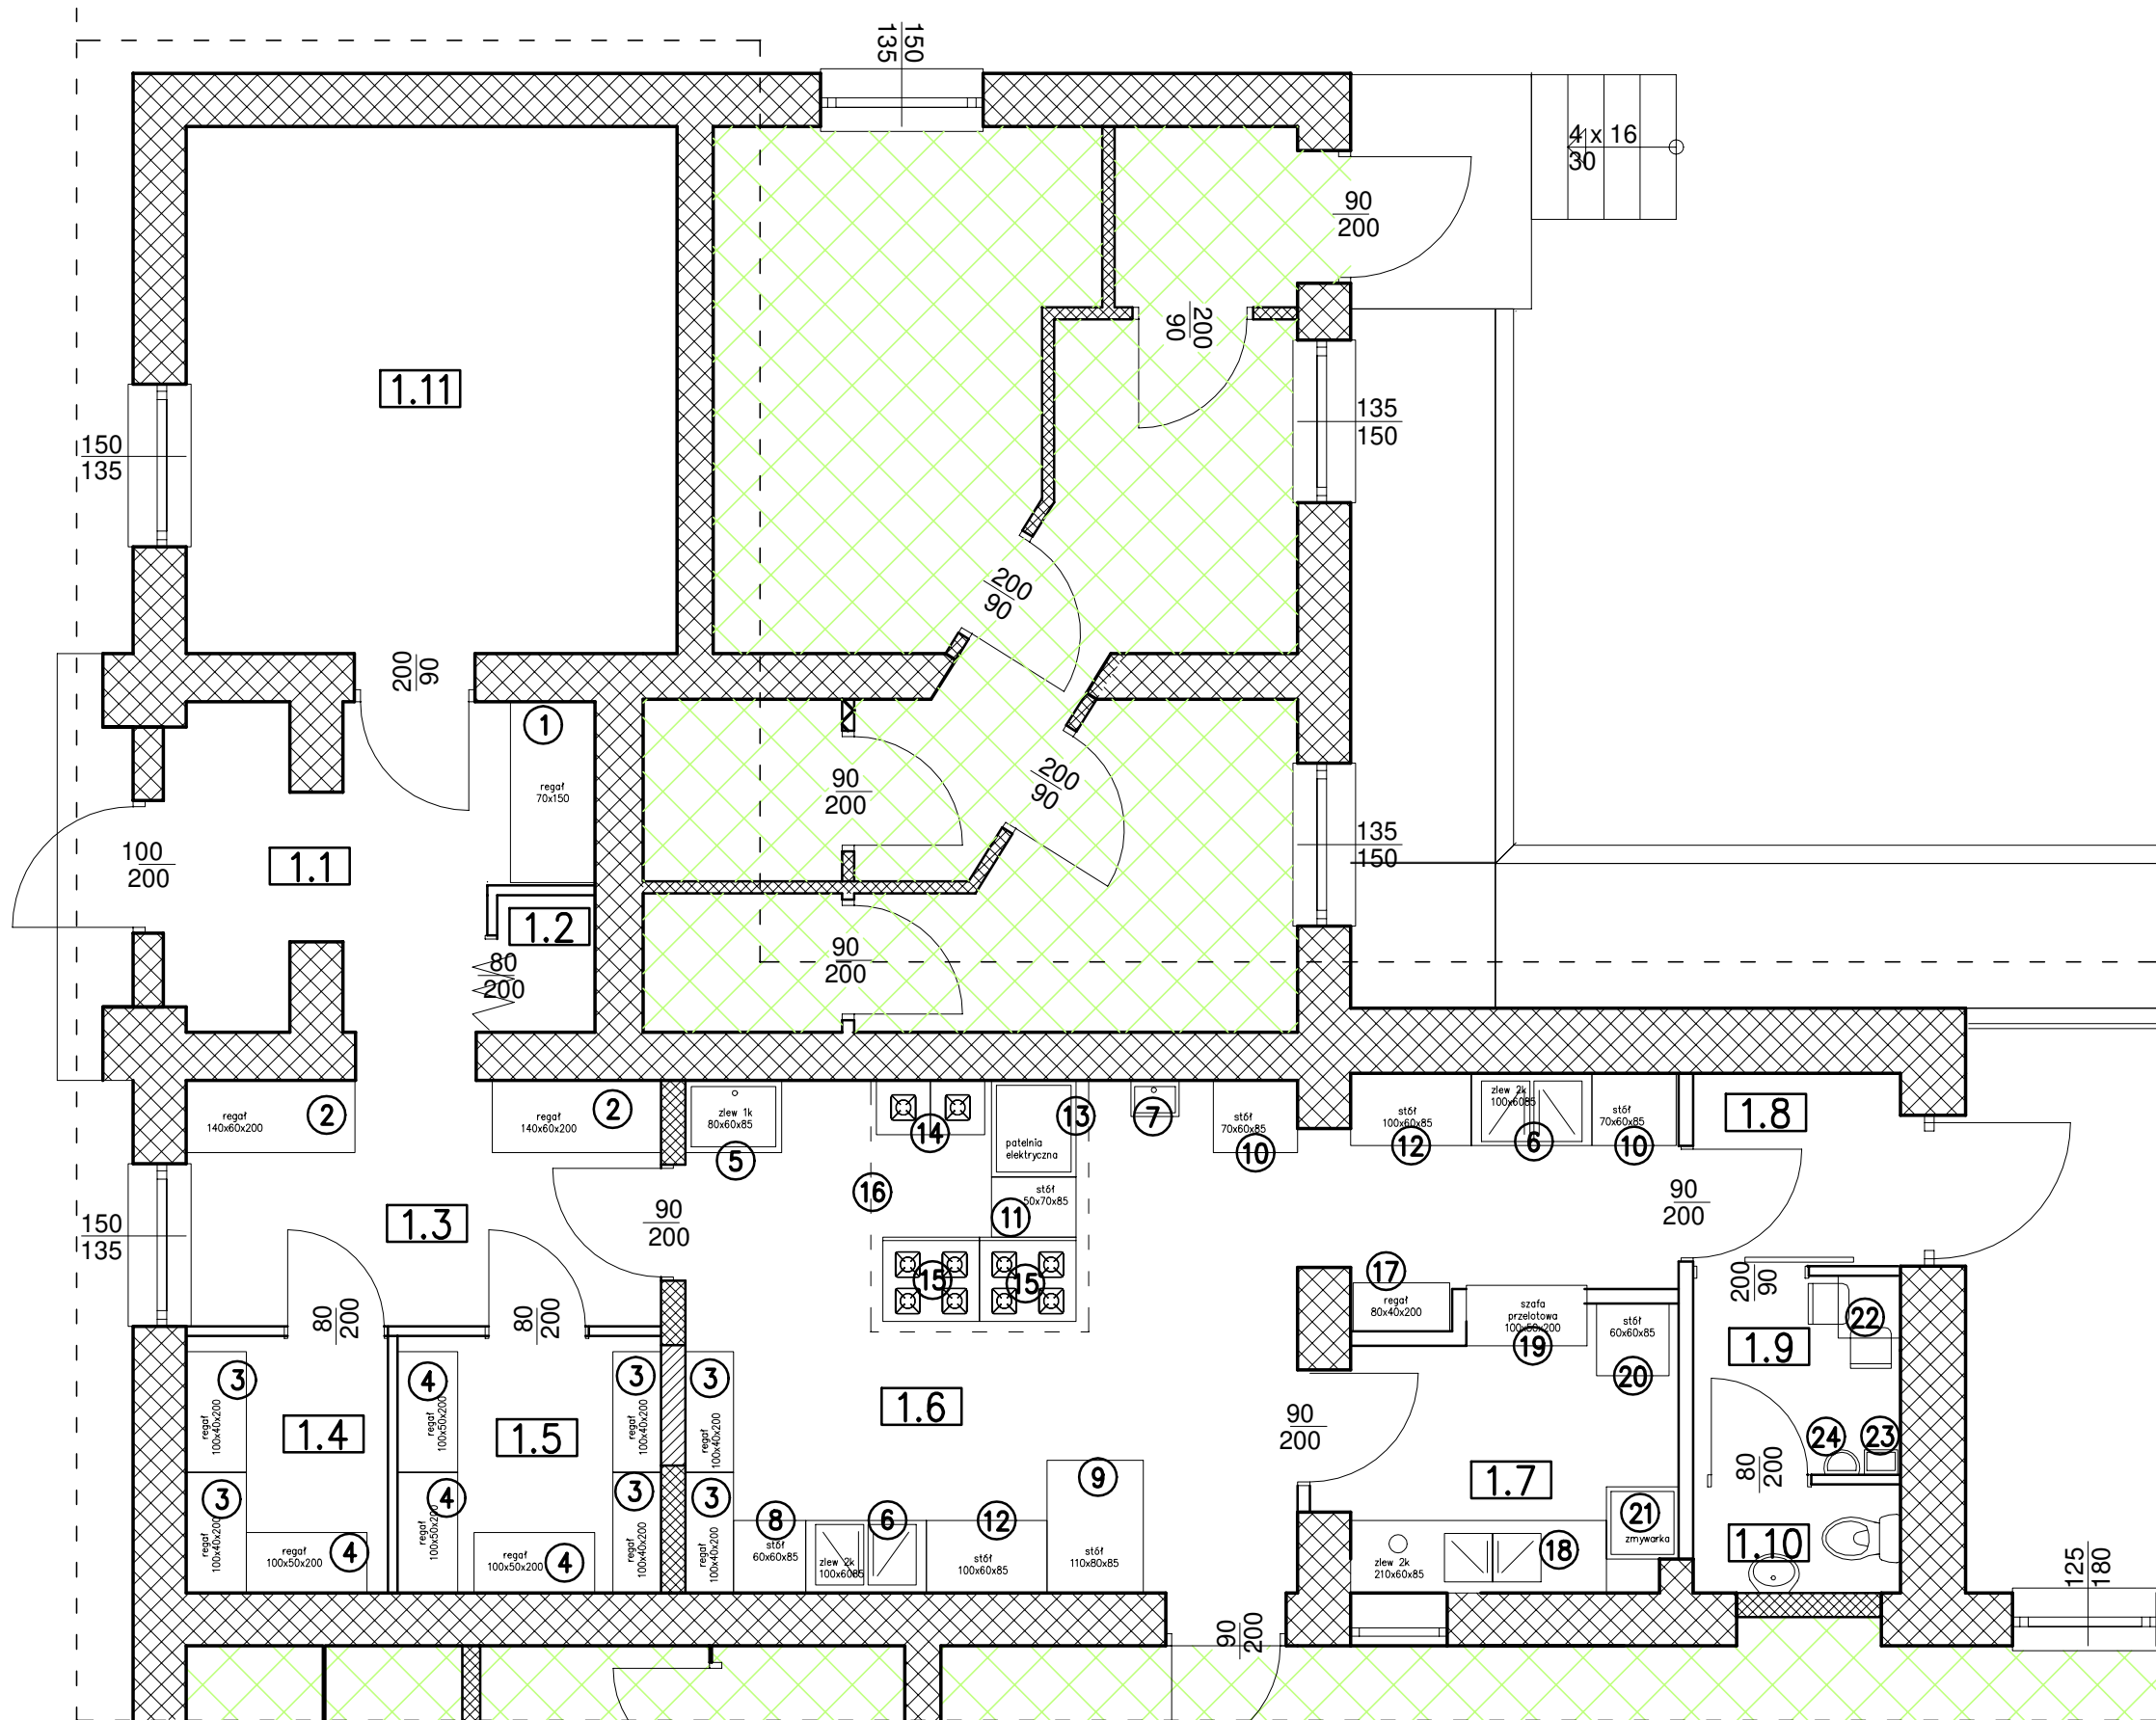 150
135
4 x 16
30
90
200
200
90
1.11
135
150
150
135
200
90
200
90
1
regał
70x150
90
200
200
90
100
200
1.1
135
150
1.2
80
200
90
200
regał
140x60x200
2
regał
140x60x200
2
zlew 1k
80x60x85
5
14
13
patelnia
elektryczna
7
stół
70x60x85
10
stół
100x60x85
12
zlew 2k
100x6085
6
stół
70x60x85
10
1.8
16
stół
50x70x85
11
90
200
1.3
90
200
150
135
15
15
17
regał
80x40x200
szafa
przelotowa
100x50x200
19
stół
60x60x85
20
200
90
22
1.9
80
200
80
200
3
regał
100x40x200
4
regał
100x50x200
3
regał
100x40x200
3
regał
100x40x200
1.4
1.5
1.6
90
200
24
23
80
200
3
regał
100x40x200
4
regał
100x50x200
3
regał
100x40x200
3
regał
100x40x200
9
1.7
regał
100x50x200
4
regał
100x50x200
4
8
stół
60x60x85
6
zlew 2k
100x6085
12
stół
100x60x85
stół
110x80x85
zlew 2k
210x60x85
18
21
zmywarka
1.10
125
180
90
200